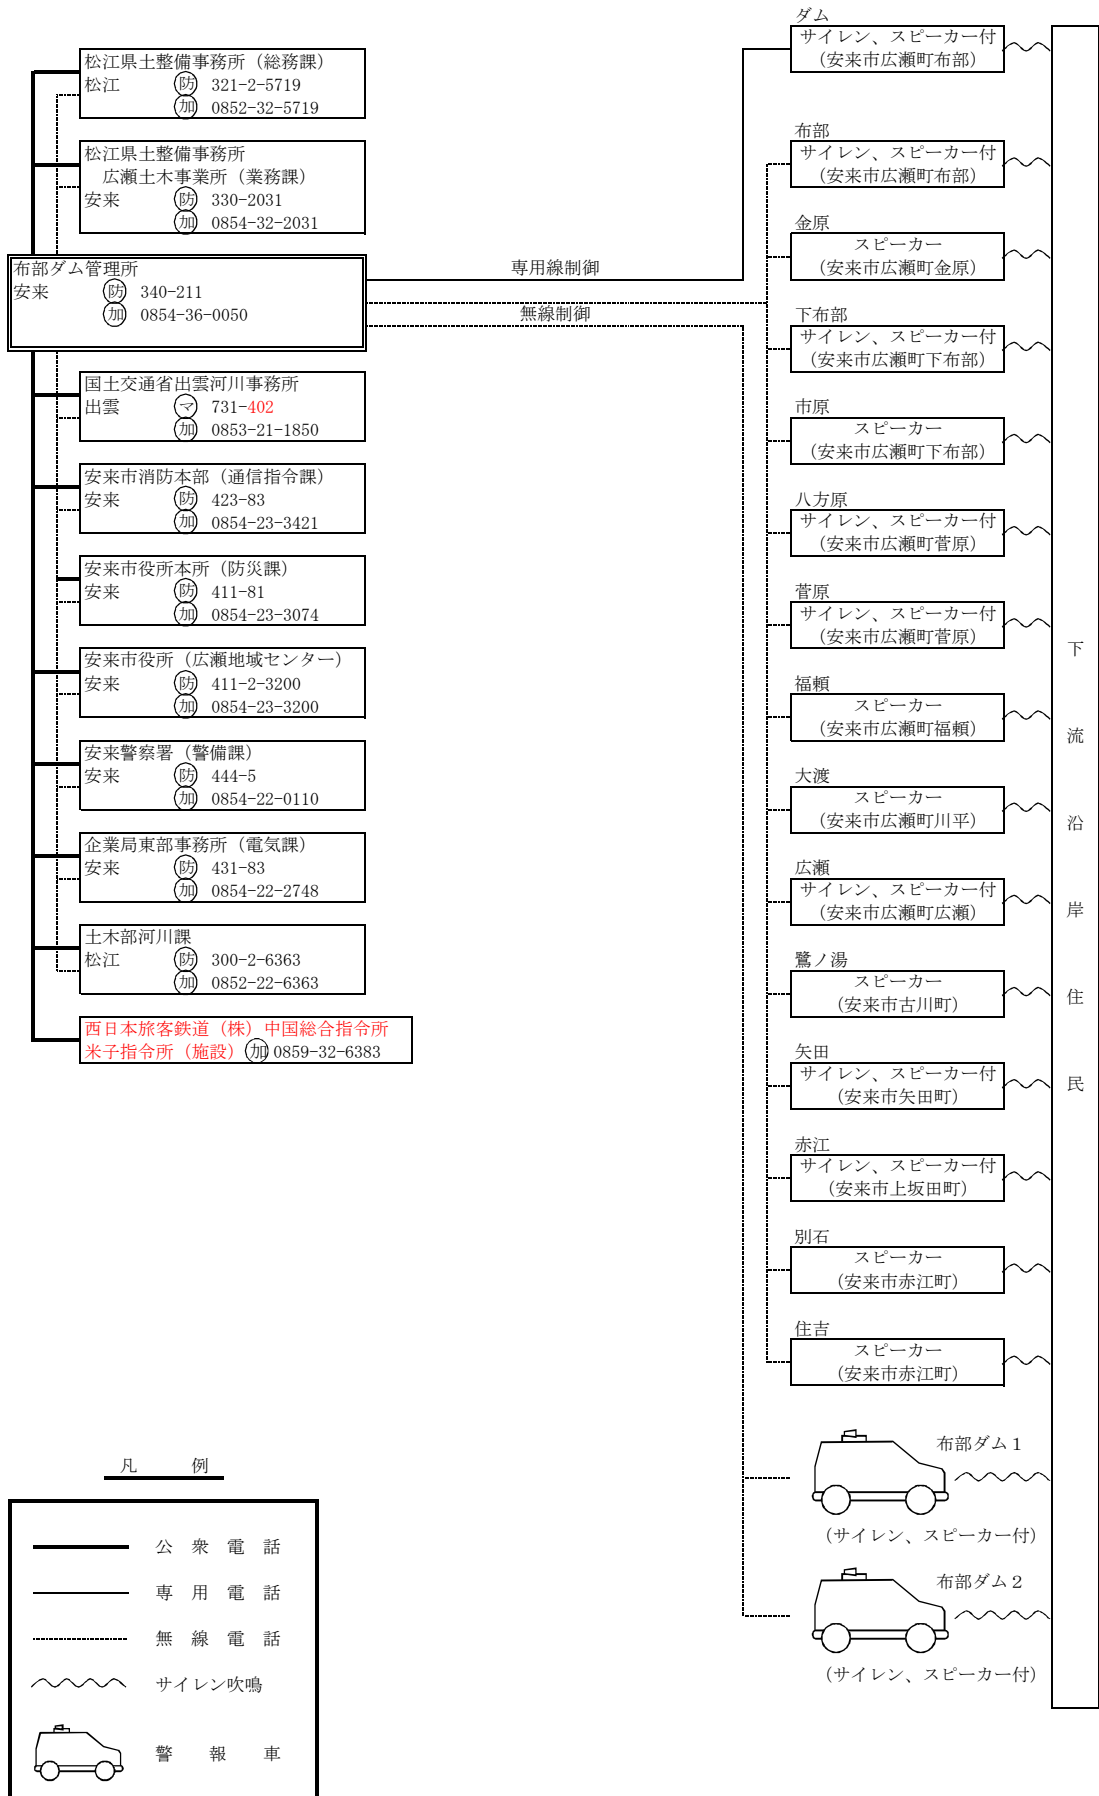 松江県土整備事務所（総務課）
松江 防 321-2-5719
加 0852-32-5719
松江県土整備事務所
広瀬土木事業所（業務課）
安来 防 330-2031
加 0854-32-2031
布部ダム管理所
安来 防 340-211
加 0854-36-0050
国土交通省出雲河川事務所
出雲 マ 731-402
加 0853-21-1850
安来市消防本部（通信指令課）
安来 防 423-83
加 0854-23-3421
安来市役所本所（防災課）
安来 防 411-81
加 0854-23-3074
安来市役所（広瀬地域センター）
安来 防 411-2-3200
加 0854-23-3200
安来警察署（警備課）
安来 防 444-5
加 0854-22-0110
企業局東部事務所（電気課）
安来 防 431-83
加 0854-22-2748
土木部河川課
松江 防 300-2-6363
加 0852-22-6363
西日本旅客鉄道（株）中国総合指令所
米子指令所（施設）加 0859-32-6383
専用線制御
無線制御
ダム
サイレン、スピーカー付
（安来市広瀬町布部）
布部
サイレン、スピーカー付
（安来市広瀬町布部）
金原
スピーカー
（安来市広瀬町金原）
下布部
サイレン、スピーカー付
（安来市広瀬町下布部）
市原
スピーカー
（安来市広瀬町下布部）
八方原
サイレン、スピーカー付
（安来市広瀬町菅原）
菅原
サイレン、スピーカー付
（安来市広瀬町菅原）
福頼
スピーカー
（安来市広瀬町福頼）
大渡
スピーカー
（安来市広瀬町川平）
広瀬
サイレン、スピーカー付
（安来市広瀬町広瀬）
鷺ノ湯
スピーカー
（安来市古川町）
矢田
サイレン、スピーカー付
（安来市矢田町）
赤江
サイレン、スピーカー付
（安来市上坂田町）
別石
スピーカー
（安来市赤江町）
住吉
スピーカー
（安来市赤江町）
布部ダム１
（サイレン、スピーカー付）
布部ダム２
（サイレン、スピーカー付）
下流沿岸住民
凡 例
公衆電話
専用電話
無線電話
サイレン吹鳴
警報車